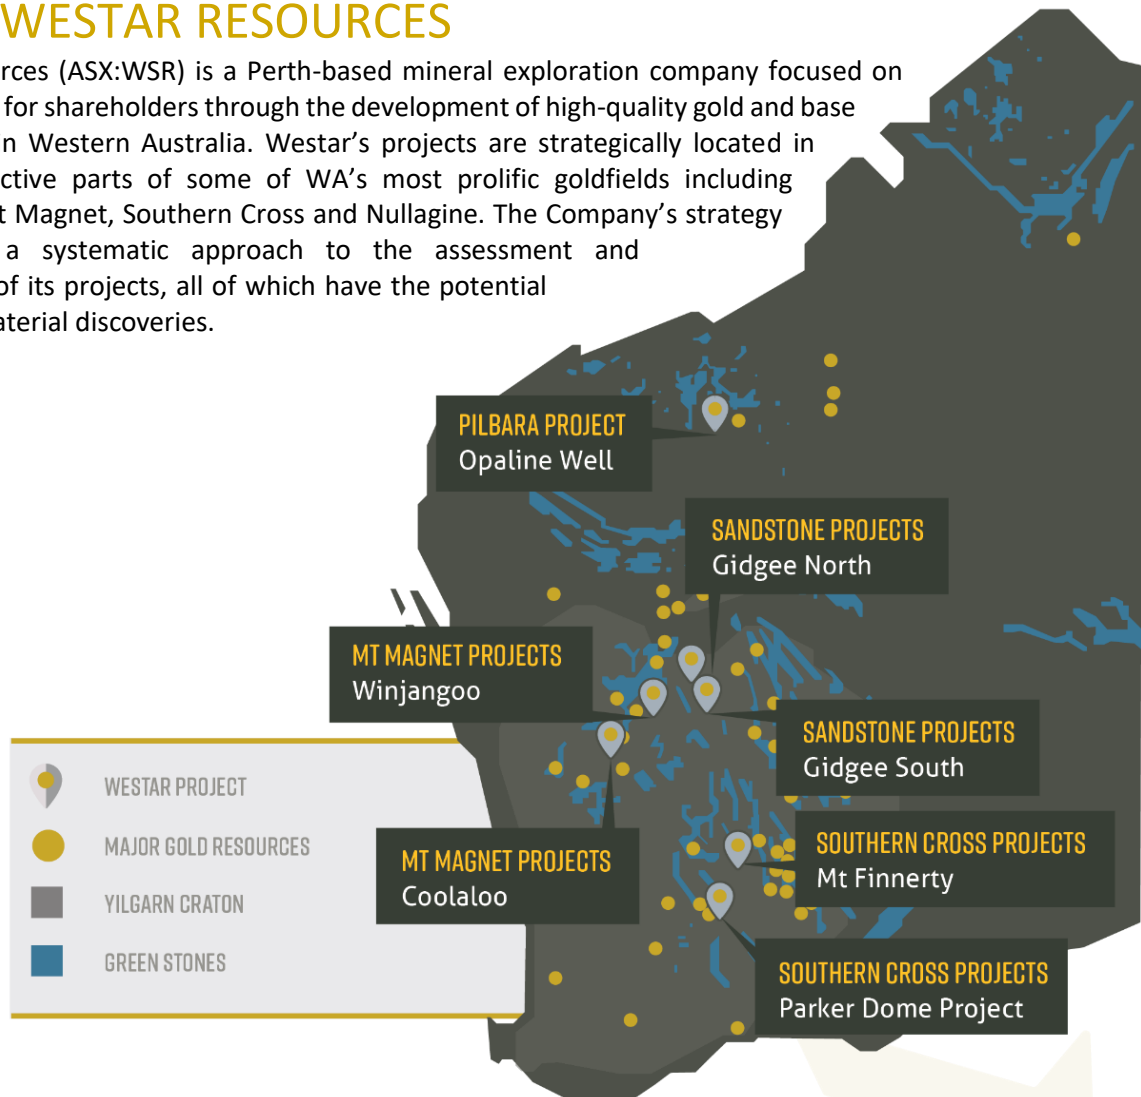 WESTAR RESOURCES
rces (ASX:WSR) is a Perth-based mineral exploration company focused on
for shareholders through the development of high-quality gold and base
n Western Australia. Westar’s projects are strategically located in
ctive parts of some of WA’s most prolific goldfields including
t Magnet, Southern Cross and Nullagine. The Company’s strategy
a systematic approach to the assessment and
of its projects, all of which have the potential
aterial discoveries.
PILBARA PROJECT
Opaline Well
SANDSTONE PROJECTS
Gidgee North
MT MAGNET PROJECTS
Winjangoo
SANDSTONE PROJECTS
Gidgee South
WESTAR PROJECT
MAJOR GOLD RESOURCES
YILGARN CRATON
GREEN STONES
MT MAGNET PROJECTS
Coolaloo
SOUTHERN CROSS PROJECTS
Mt Finnerty
SOUTHERN CROSS PROJECTS
Parker Dome Project